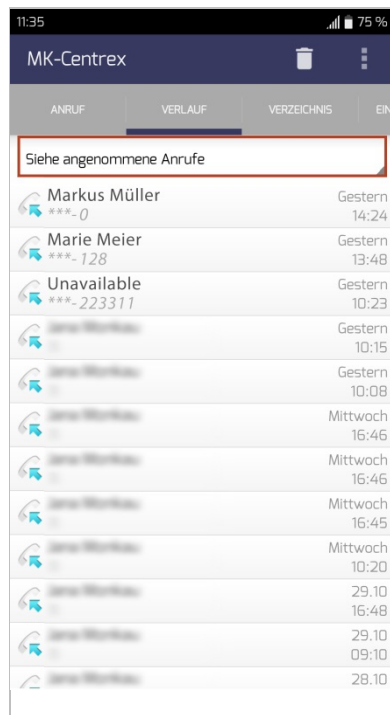 11:35 75 %
MK-Centrex
ANRUF VERLAUF VERZEICHNIS EIN
Siehe angenommene Anrufe
Markus Müller Gestern
***-0 14:24
Marie Meier Gestern
***-128 13:48
Unavailable Gestern
***-223311 10:23
Gestern
10:15
Gestern
10:08
Mittwoch
16:46
Mittwoch
16:46
Mittwoch
16:45
Mittwoch
10:20
29.10
16:48
29.10
09:10
28.10